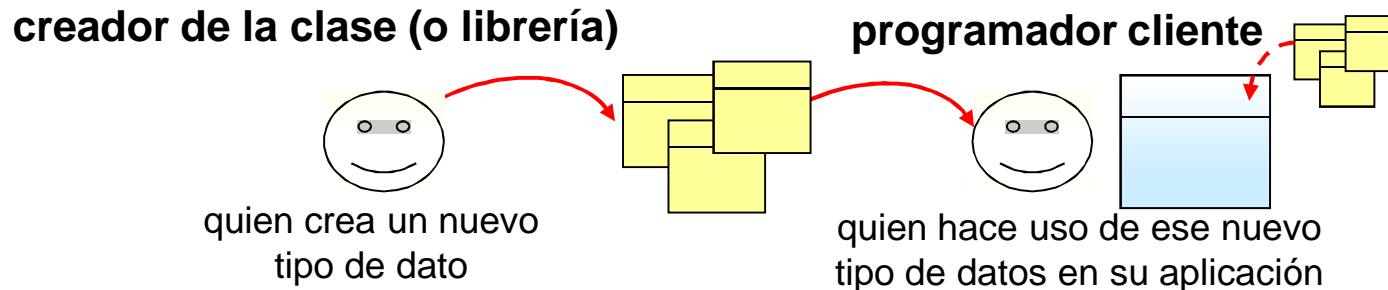 creador de la clase (o librería)
programador cliente
quien crea un nuevo
tipo de dato
quien hace uso de ese nuevo
tipo de datos en su aplicación